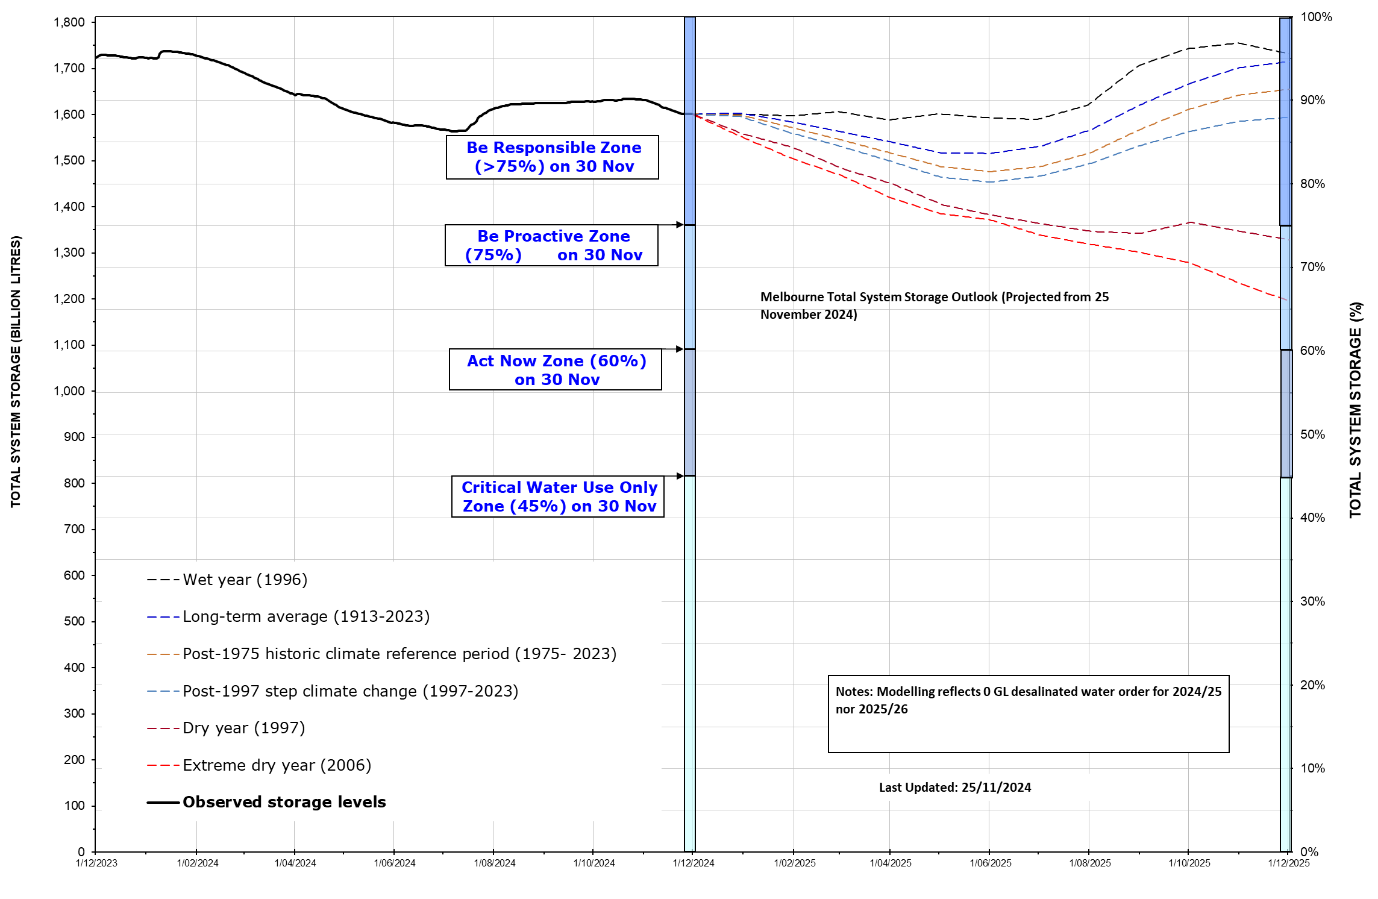 TOTAL SYSTEM STORAGE (BILLION LITRES)
1,800
1,700
1,600
1,500
1,400
1,300
1,200
1,100
1,000
900
800
700
600
500
400
300
200
100
0
Be Responsible Zone
(>75%) on 30 Nov
Be Proactive Zone
(75%) on 30 Nov
Act Now Zone (60%)
on 30 Nov
Critical Water Use Only
Zone (45%) on 30 Nov
Melbourne Total System Storage Outlook (Projected from 25
November 2024)
Wet year (1996)
Long-term average (1913-2023)
Post-1975 historic climate reference period (1975- 2023)
Post-1997 step climate change (1997-2023)
Dry year (1997)
Extreme dry year (2006)
Observed storage levels
Notes: Modelling reflects 0 GL desalinated water order for 2024/25
nor 2025/26
Last Updated: 25/11/2024
100%
90%
80%
70%
60%
50%
40%
30%
20%
10%
0%
TOTAL SYSTEM STORAGE (%)
1/12/2023
1/02/2024
1/04/2024
1/06/2024
1/08/2024
1/10/2024
1/12/2024
1/02/2025
1/04/2025
1/06/2025
1/08/2025
1/10/2025
1/12/2025